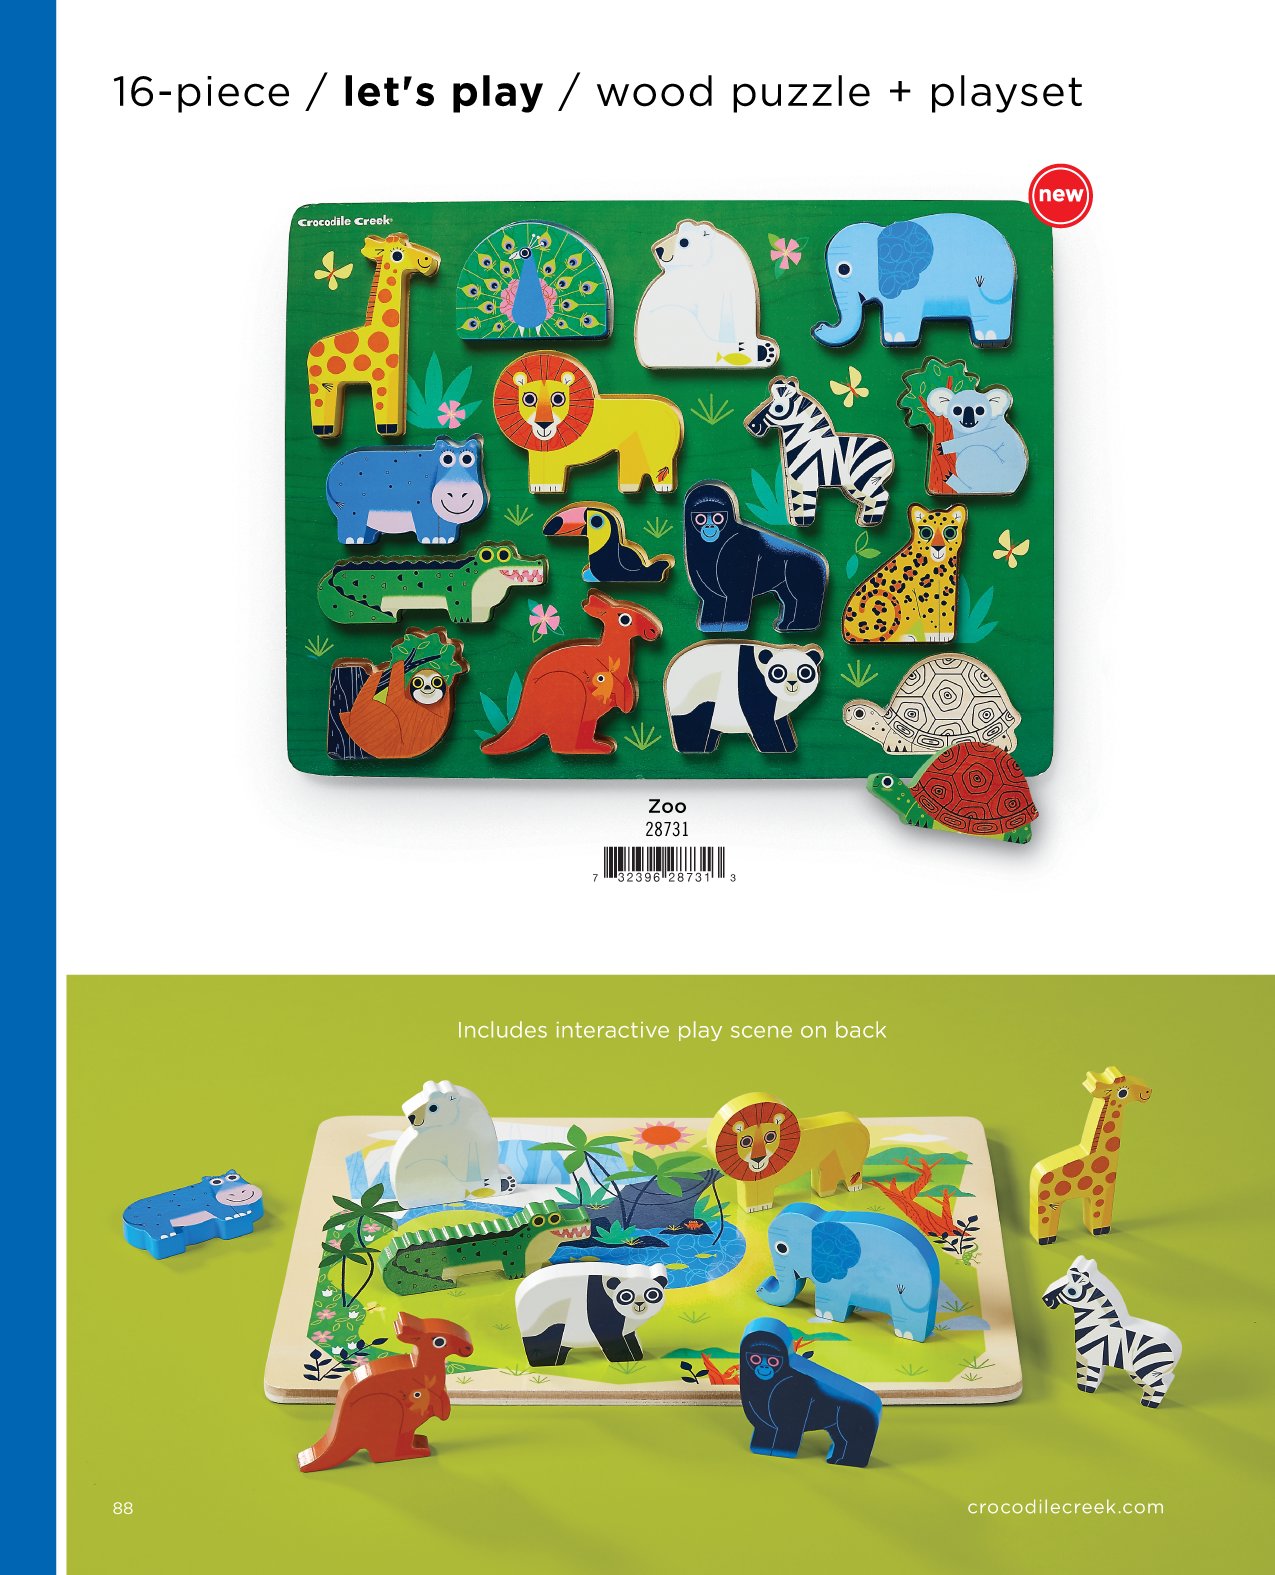 16-piece / let's play / wood puzzle + playset
new
Crocodile Creek®
Zoo
28731
7 32396 28731 3
Includes interactive play scene on back
88
crocodilecreek.com